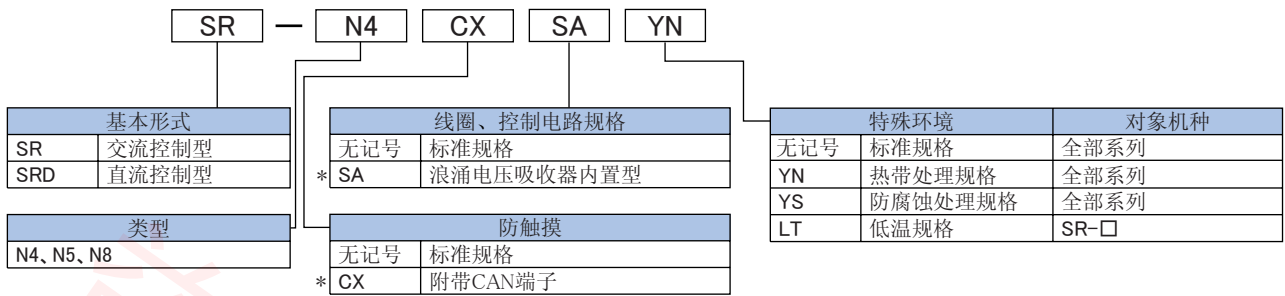 SR — N4 CX SA YN
基本形式
SR 交流控制型
SRD 直流控制型
类型
N4、N5、N8
线圈、控制电路规格
无记号 标准规格
* SA 浪涌电压吸收器内置型
防触摸
无记号 标准规格
* CX 附带CAN端子
特殊环境 对象机种
无记号 标准规格 全部系列
YN 热带处理规格 全部系列
YS 防腐蚀处理规格 全部系列
LT 低温规格 SR-□